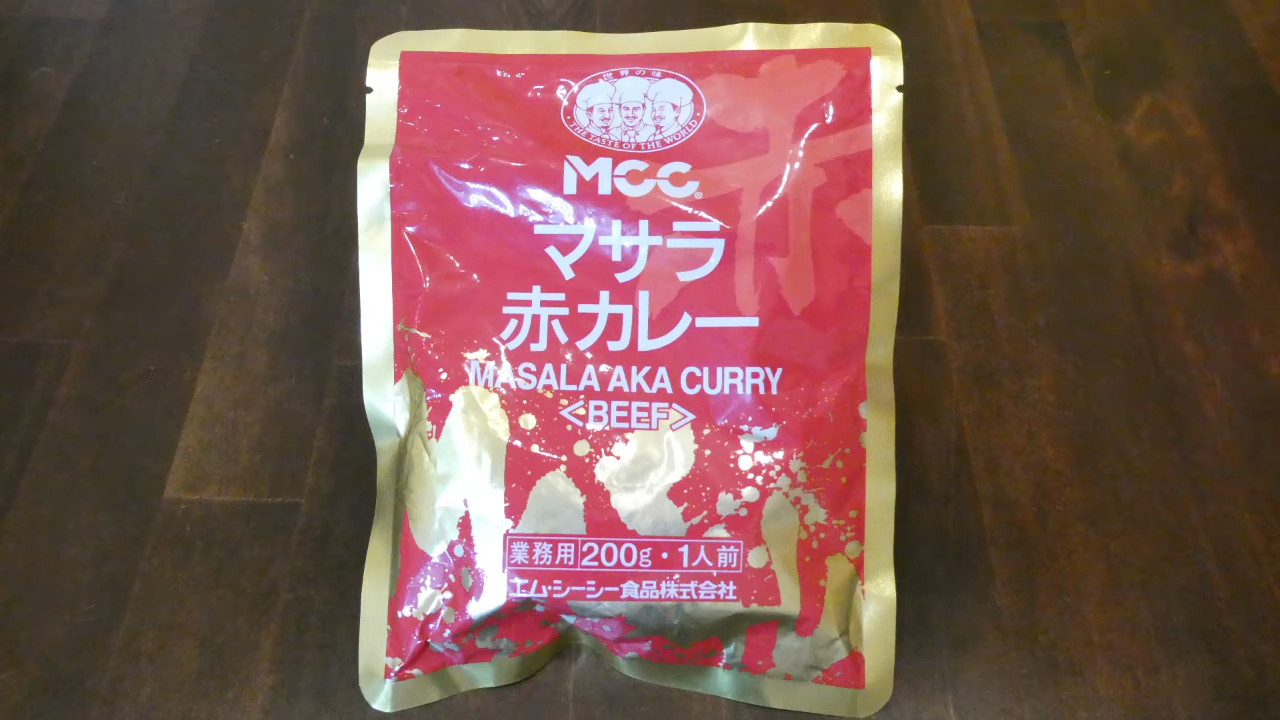 世界の味
THE TASTE OF THE WORLD
MCC®
赤
マサラ
赤カレー
MASALA AKA CURRY
<BEEF>
業務用 200g・1人前
エム・シーシー食品株式会社